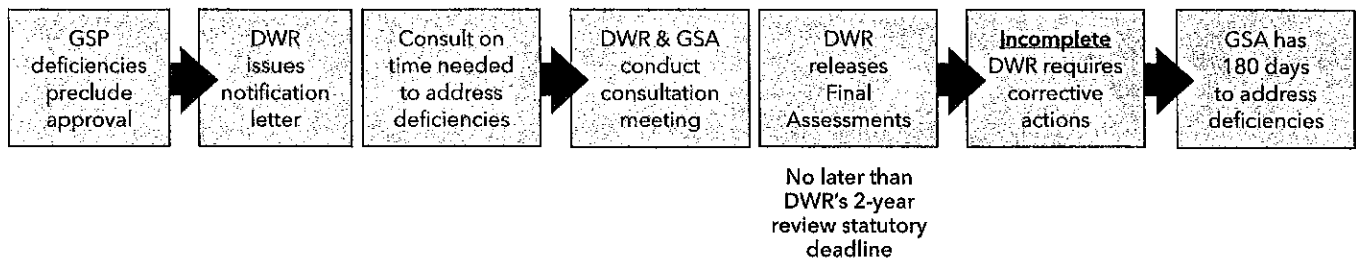 GSP
deficiencies
preclude
approval
DWR
issues
notification
letter
Consult on
time needed
to address
deficiencies
DWR & GSA
conduct
consultation
meeting
DWR
releases
Final
Assessments
Incomplete
DWR requires
corrective
actions
GSA has
180 days
to address
deficiencies
No later than
DWR's 2-year
review statutory
deadline